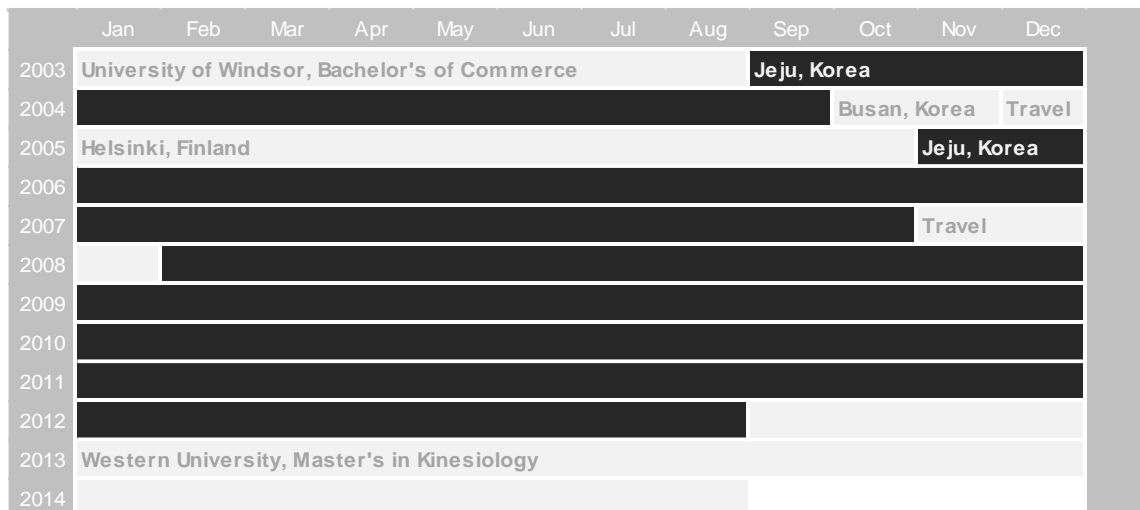 Jan Feb Mar Apr May Jun Jul Aug Sep Oct Nov Dec
2003 University of Windsor, Bachelor's of Commerce Jeju, Korea
2004 Busan, Korea Travel
2005 Helsinki, Finland Jeju, Korea
2006
2007 Travel
2008
2009
2010
2011
2012
2013 Western University, Master's in Kinesiology
2014